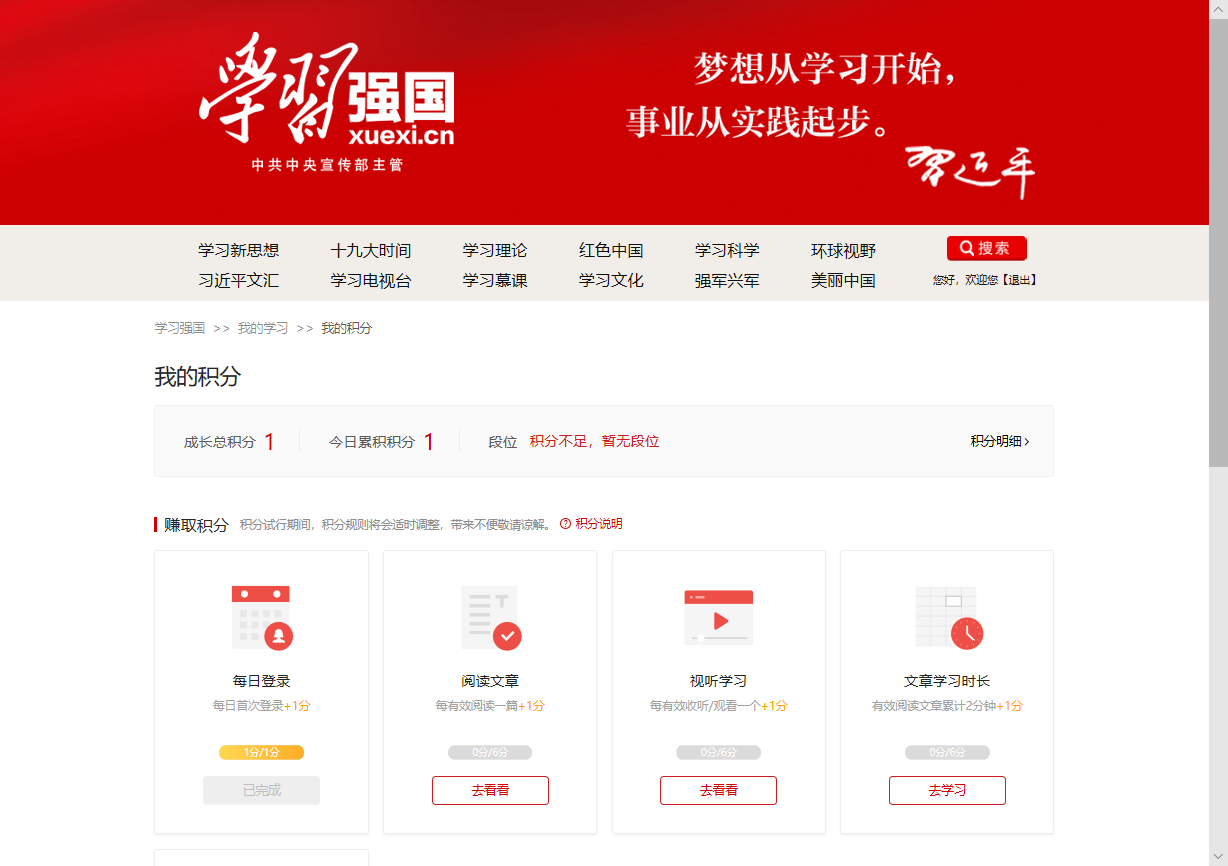 学習强国
xuexi.cn
中共中央宣传部主管
梦想从学习开始，
事业从实践起步。
习近平
学习新思想 十九大时间 学习理论 红色中国 学习科学 环球视野 搜索
习近平文汇 学习电视台 学习慕课 学习文化 强军兴军 美丽中国 您好，欢迎您【退出】
学习强国 >> 我的学习 >> 我的积分
我的积分
成长总积分 1 今日累积积分 1 段位 积分不足，暂无段位 积分明细>
赚取积分 积分试行期间，积分规则将会适时调整，带来不便敬请谅解。 ? 积分说明
T
每日登录 阅读文章 视听学习 文章学习时长
每日首次登录+1分 每有效阅读一篇+1分 每有效收听/观看一个+1分 有效阅读文章累计2分钟+1分
1分/1分 0分/6分 0分/6分 0分/6分
已完成 去看看 去看看 去学习